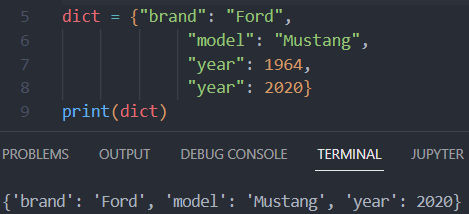 5 dict = {"brand": "Ford",
6 "model": "Mustang",
7 "year": 1964,
8 "year": 2020}
9 print(dict)
PROBLEMS OUTPUT DEBUG CONSOLE TERMINAL JUPYTER
{'brand': 'Ford', 'model': 'Mustang', 'year': 2020}